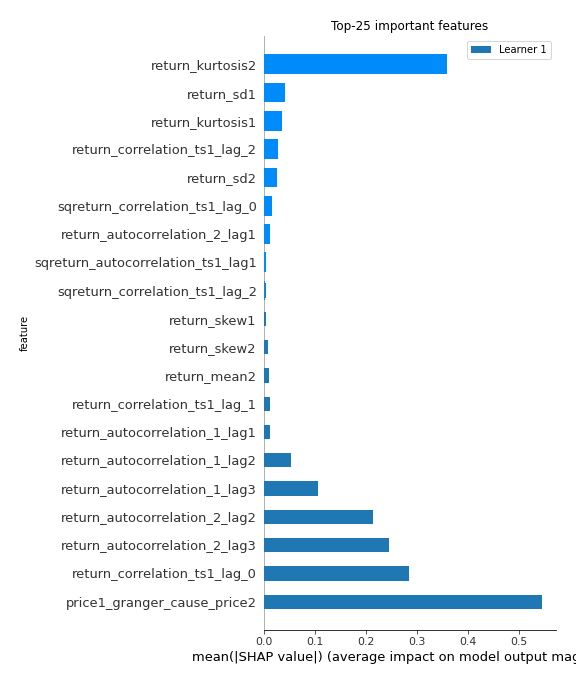 Top-25 important features
Learner 1
return_kurtosis2
return_sd1
return_kurtosis1
return_correlation_ts1_lag_2
return_sd2
sqreturn_correlation_ts1_lag_0
return_autocorrelation_2_lag1
sqreturn_autocorrelation_ts1_lag1
sqreturn_correlation_ts1_lag_2
return_skew1
return_skew2
return_mean2
return_correlation_ts1_lag_1
return_autocorrelation_1_lag1
return_autocorrelation_1_lag2
return_autocorrelation_1_lag3
return_autocorrelation_2_lag2
return_autocorrelation_2_lag3
return_correlation_ts1_lag_0
price1_granger_cause_price2
feature
0.0 0.1 0.2 0.3 0.4 0.5
mean(|SHAP value|) (average impact on model output mag